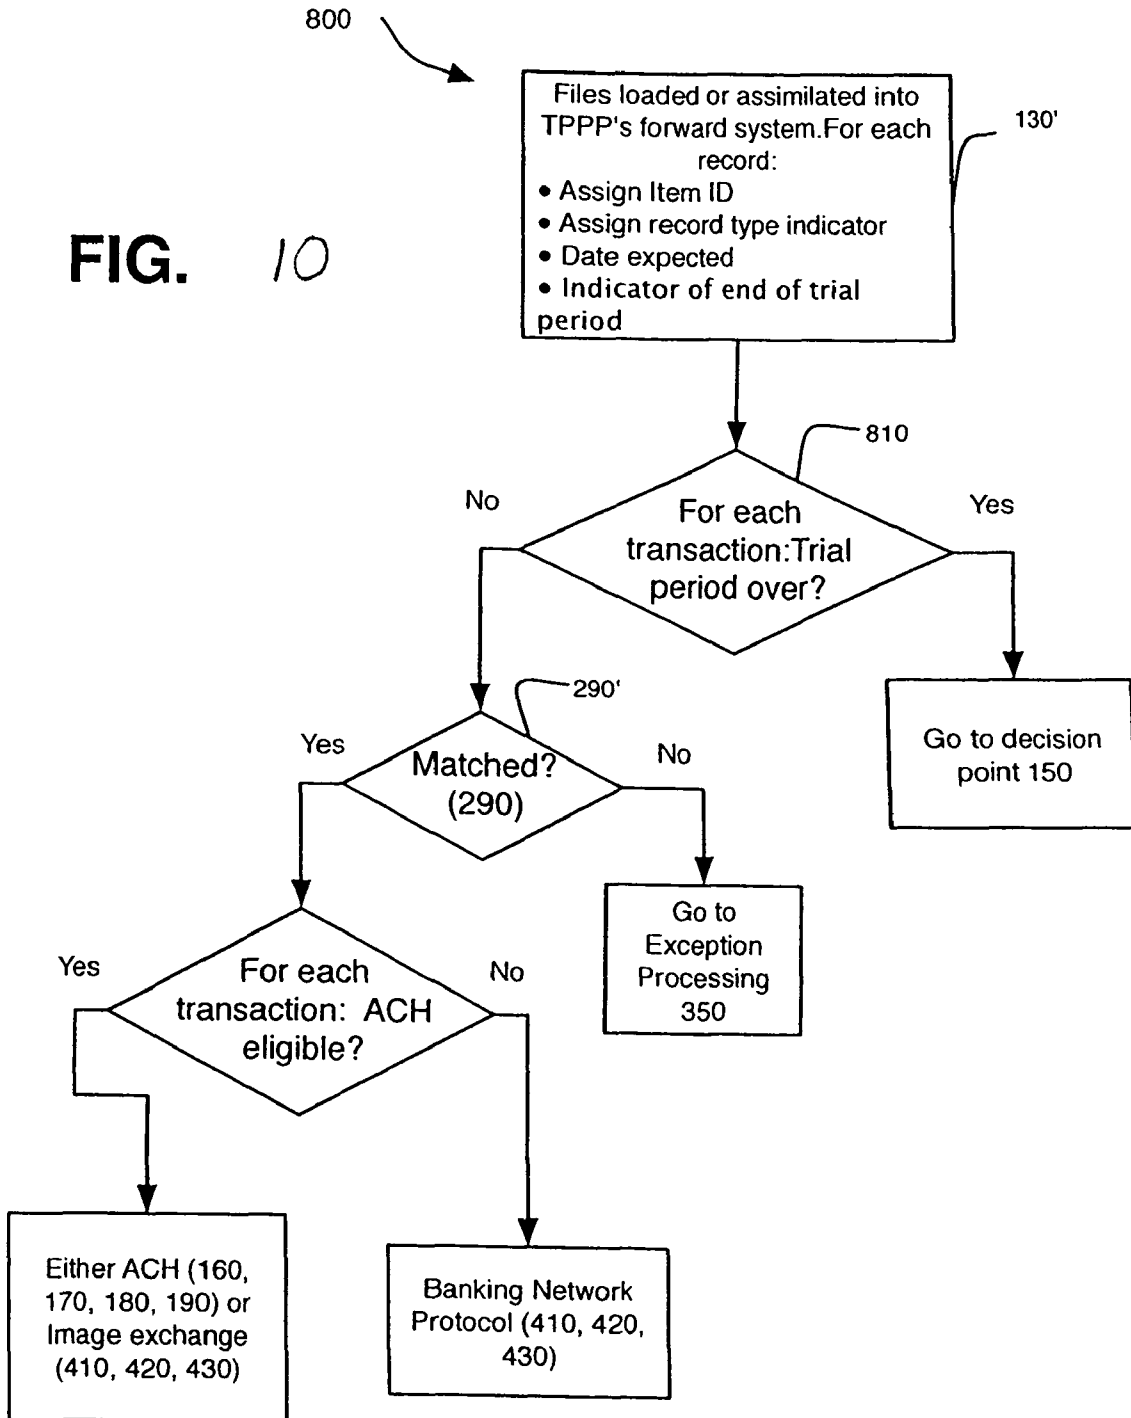 800
Files loaded or assimilated into
TPPP's forward system.For each
record:
• Assign Item ID
• Assign record type indicator
• Date expected
• Indicator of end of trial
period
130'
FIG. 10
810
No
For each
transaction:Trial
period over?
Yes
290'
Yes
Matched?
(290)
No
Go to decision
point 150
Go to
Exception
Processing
350
Yes
For each
transaction: ACH
eligible?
No
Either ACH (160,
170, 180, 190) or
Image exchange
(410, 420, 430)
Banking Network
Protocol (410, 420,
430)